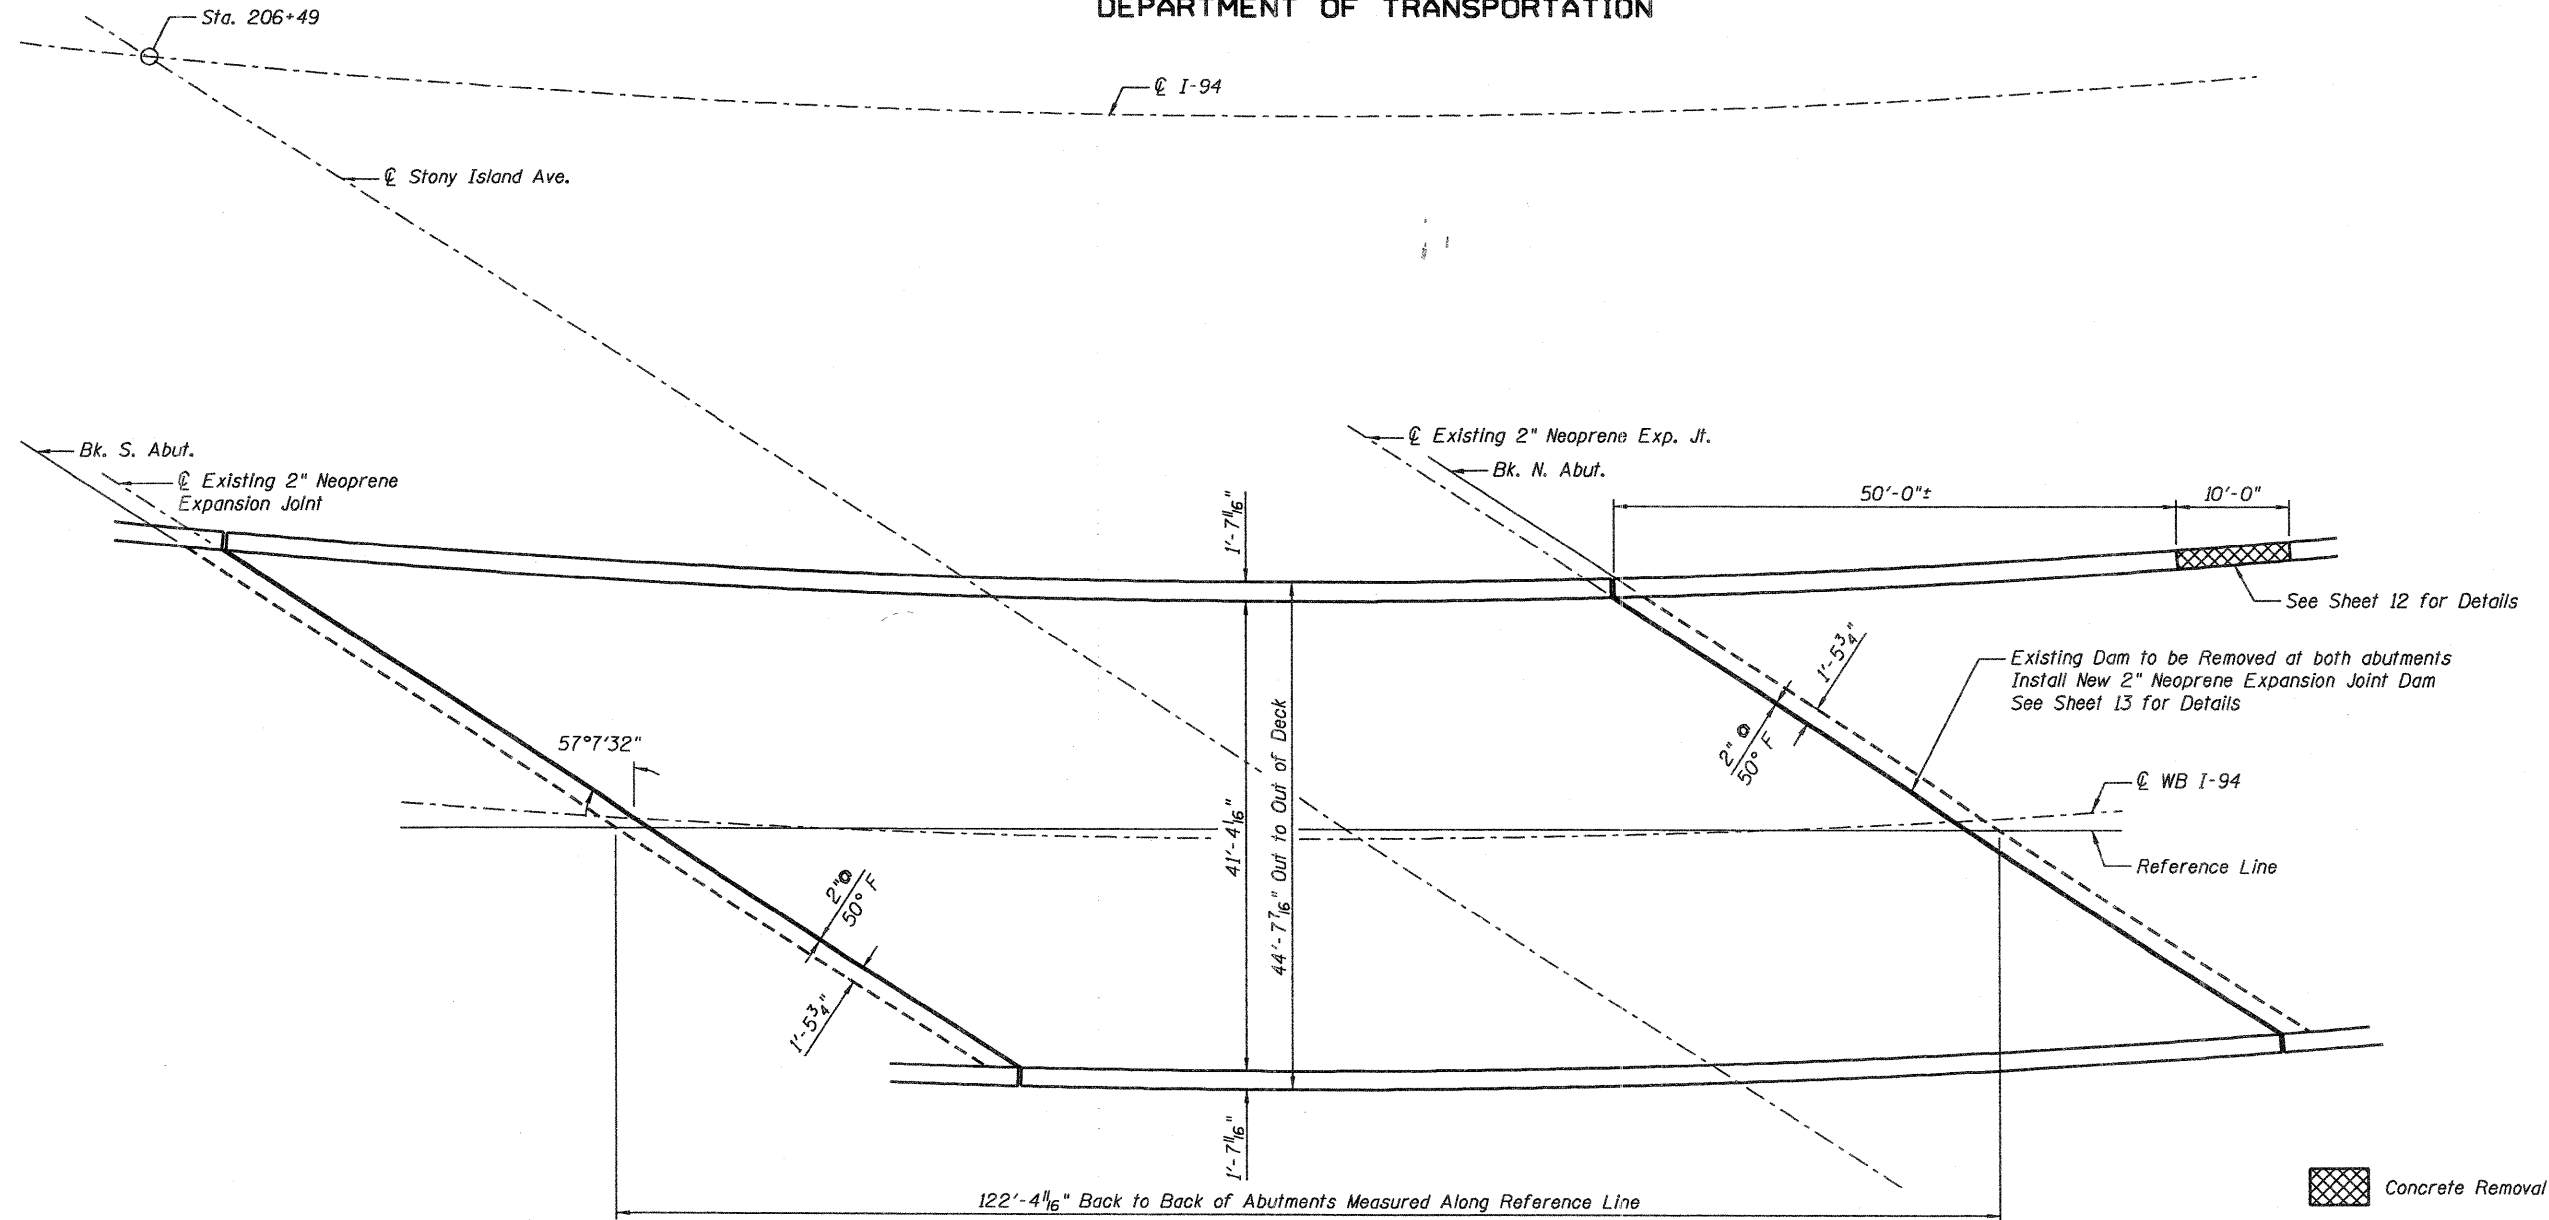 DEPARTMENT OF TRANSPORTATION
Sta. 206+49
℄ I-94
℄ Stony Island Ave.
℄ Existing 2" Neoprene Exp. Jt.
Bk. N. Abut.
Bk. S. Abut.
℄ Existing 2" Neoprene
Expansion Joint
1'-7 11/16"
50'-0"±
10'-0"
See Sheet 12 for Details
1'-5 3/4"
Existing Dam to be Removed at both abutments
Install New 2" Neoprene Expansion Joint Dam
See Sheet 13 for Details
57°7'32"
2" @
50° F
℄ WB I-94
41'-4 1/16"
44'-7 7/16" Out to Out of Deck
Reference Line
2" @
50° F
1'-5 3/4"
1'-7 11/16"
122'-4 11/16" Back to Back of Abutments Measured Along Reference Line
Concrete Removal